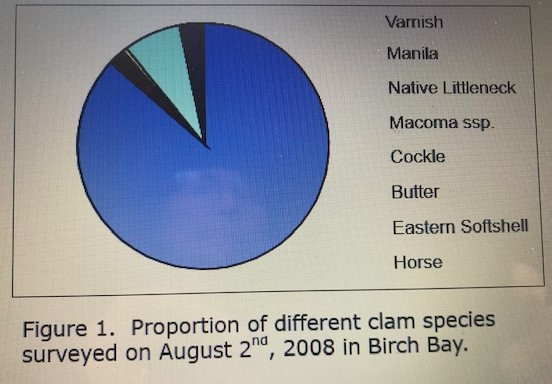 Varnish
Manila
Native Littleneck
Macoma ssp.
Cockle
Butter
Eastern Softshell
Horse
Figure 1. Proportion of different clam species
surveyed on August 2nd, 2008 in Birch Bay.